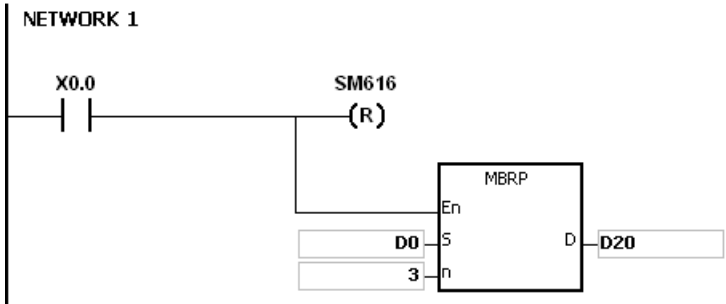 NETWORK 1
X0.0
SM616
(R)
MBRP
En
D0 S D D20
3 n